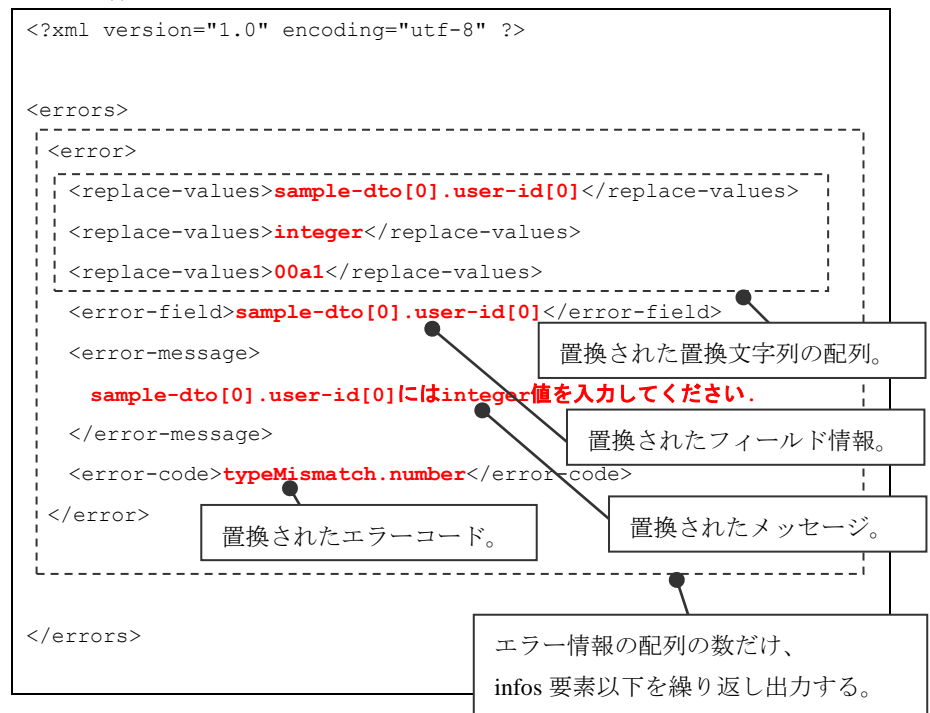 <?xml version="1.0" encoding="utf-8" ?>
<errors>
<error>
<replace-values>sample-dto[0].user-id[0]</replace-values>
<replace-values>integer</replace-values>
<replace-values>00a1</replace-values>
<error-field>sample-dto[0].user-id[0]</error-field>
置換された置換文字列の配列。
<error-message>
sample-dto[0].user-id[0]にはinteger値を入力してください.
置換されたフィールド情報。
</error-message>
<error-code>typeMismatch.number</error-code>
</error>
置換されたエラーコード。
置換されたメッセージ。
</errors>
エラー情報の配列の数だけ、
infos 要素以下を繰り返し出力する。